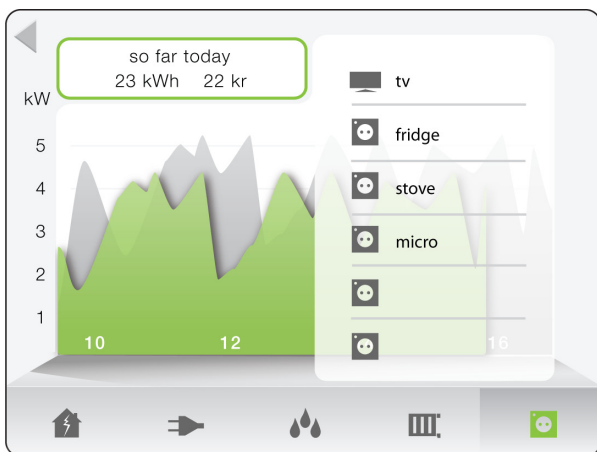 so far today
23 kWh 22 kr
kW
5
4
3
2
1
10 12 16
tv
fridge
stove
micro